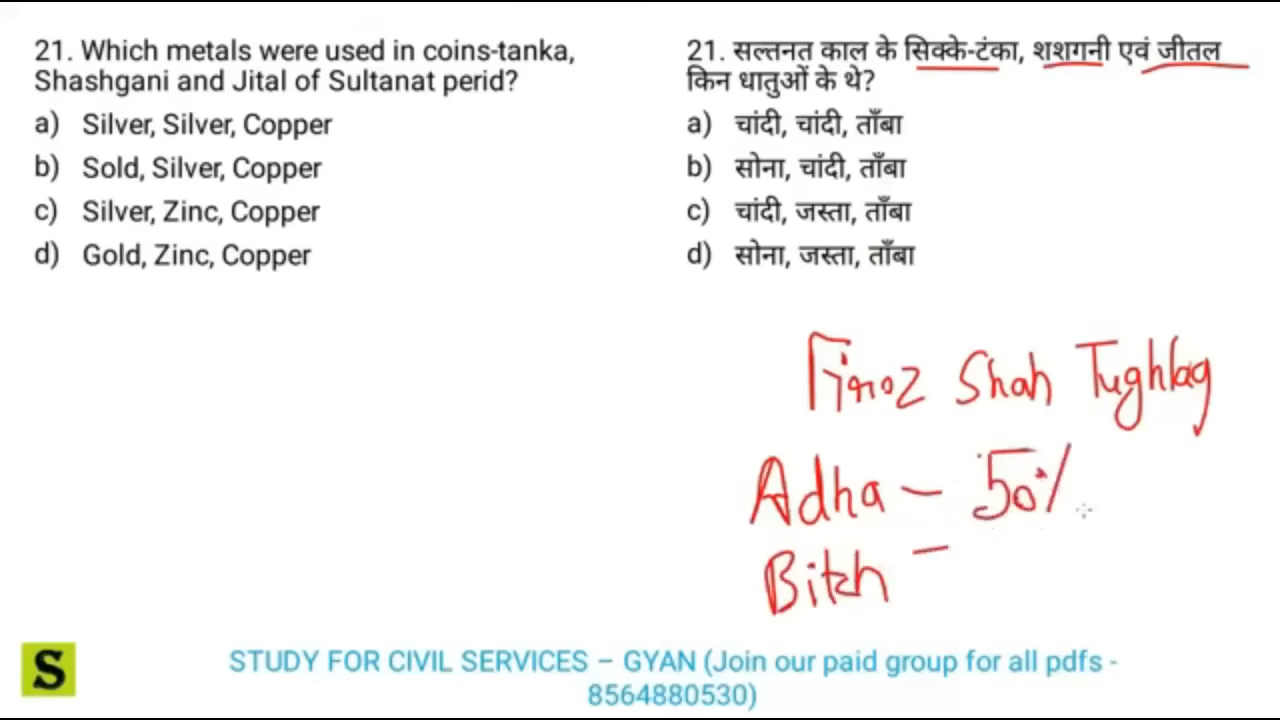 21. Which metals were used in coins-tanka,
Shashgani and Jital of Sultanat perid?
a) Silver, Silver, Copper
b) Sold, Silver, Copper
c) Silver, Zinc, Copper
d) Gold, Zinc, Copper
21. सल्तनत काल के सिक्के-टंका, शशगनी एवं जीतल
किन धातुओं के थे?
a) चांदी, चांदी, ताँबा
b) सोना, चांदी, ताँबा
c) चांदी, जस्ता, ताँबा
d) सोना, जस्ता, ताँबा
Firoz Shah Tughlaq
Adha – 50%
Bitch –
S
STUDY FOR CIVIL SERVICES – GYAN (Join our paid group for all pdfs -
8564880530)